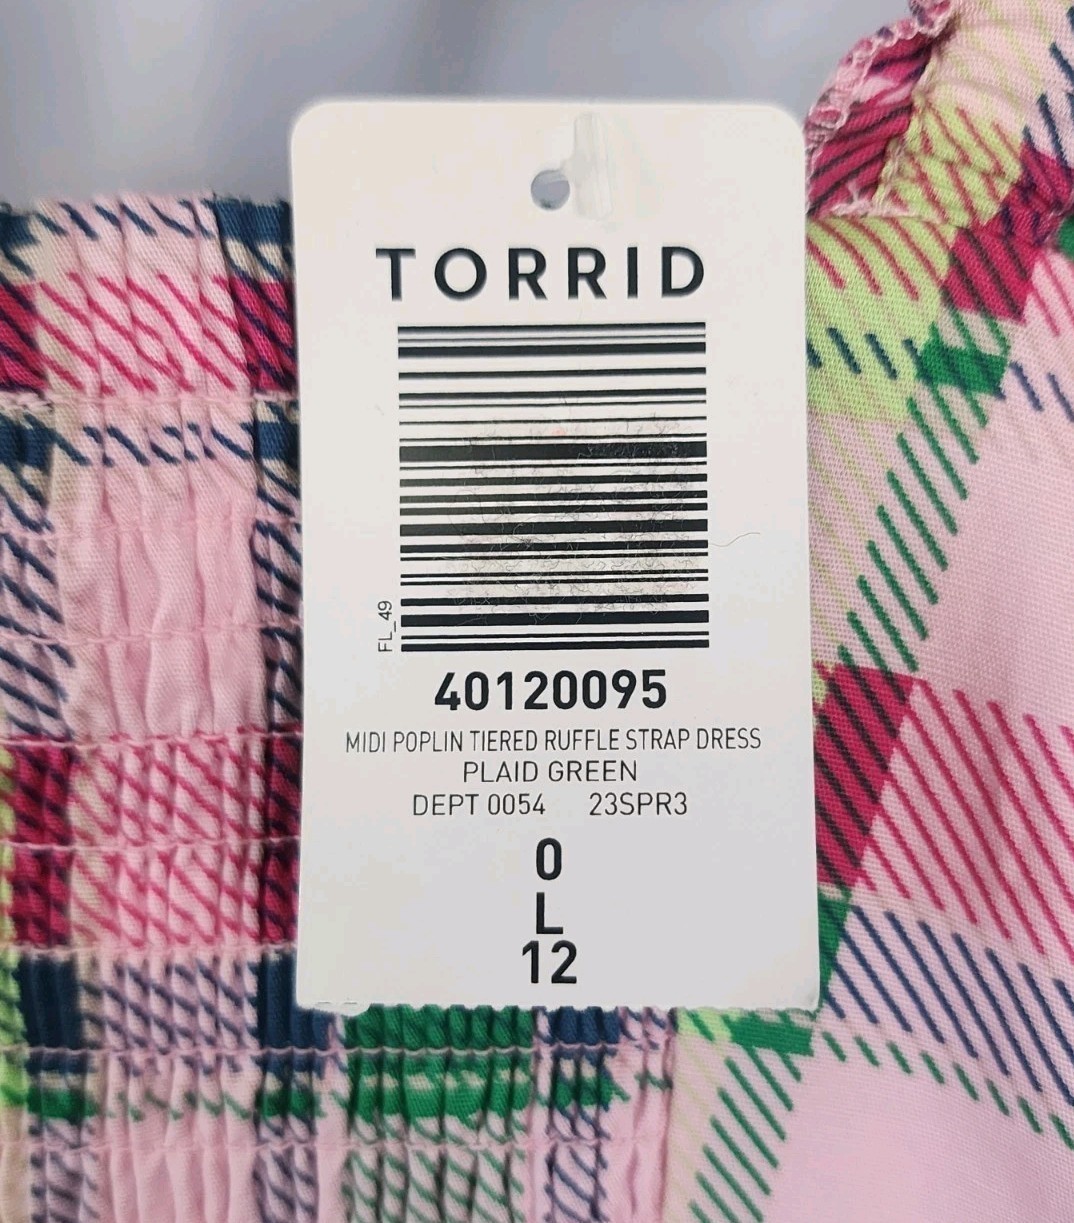 TORRID
FL_49
40120095
MIDI POPLIN TIERED RUFFLE STRAP DRESS
PLAID GREEN
DEPT 0054 23SPR3
0
L
12